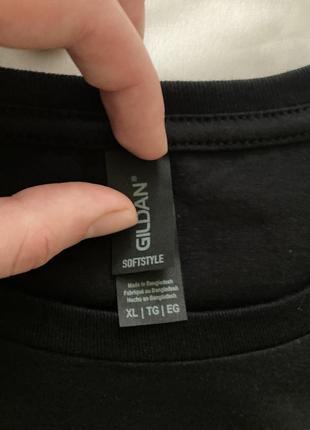 GILDAN®
SOFTSTYLE
Made in Bangladesh
Fabriqué au Bangladesh
Hecho en Bangladesh
XL | TG | EG